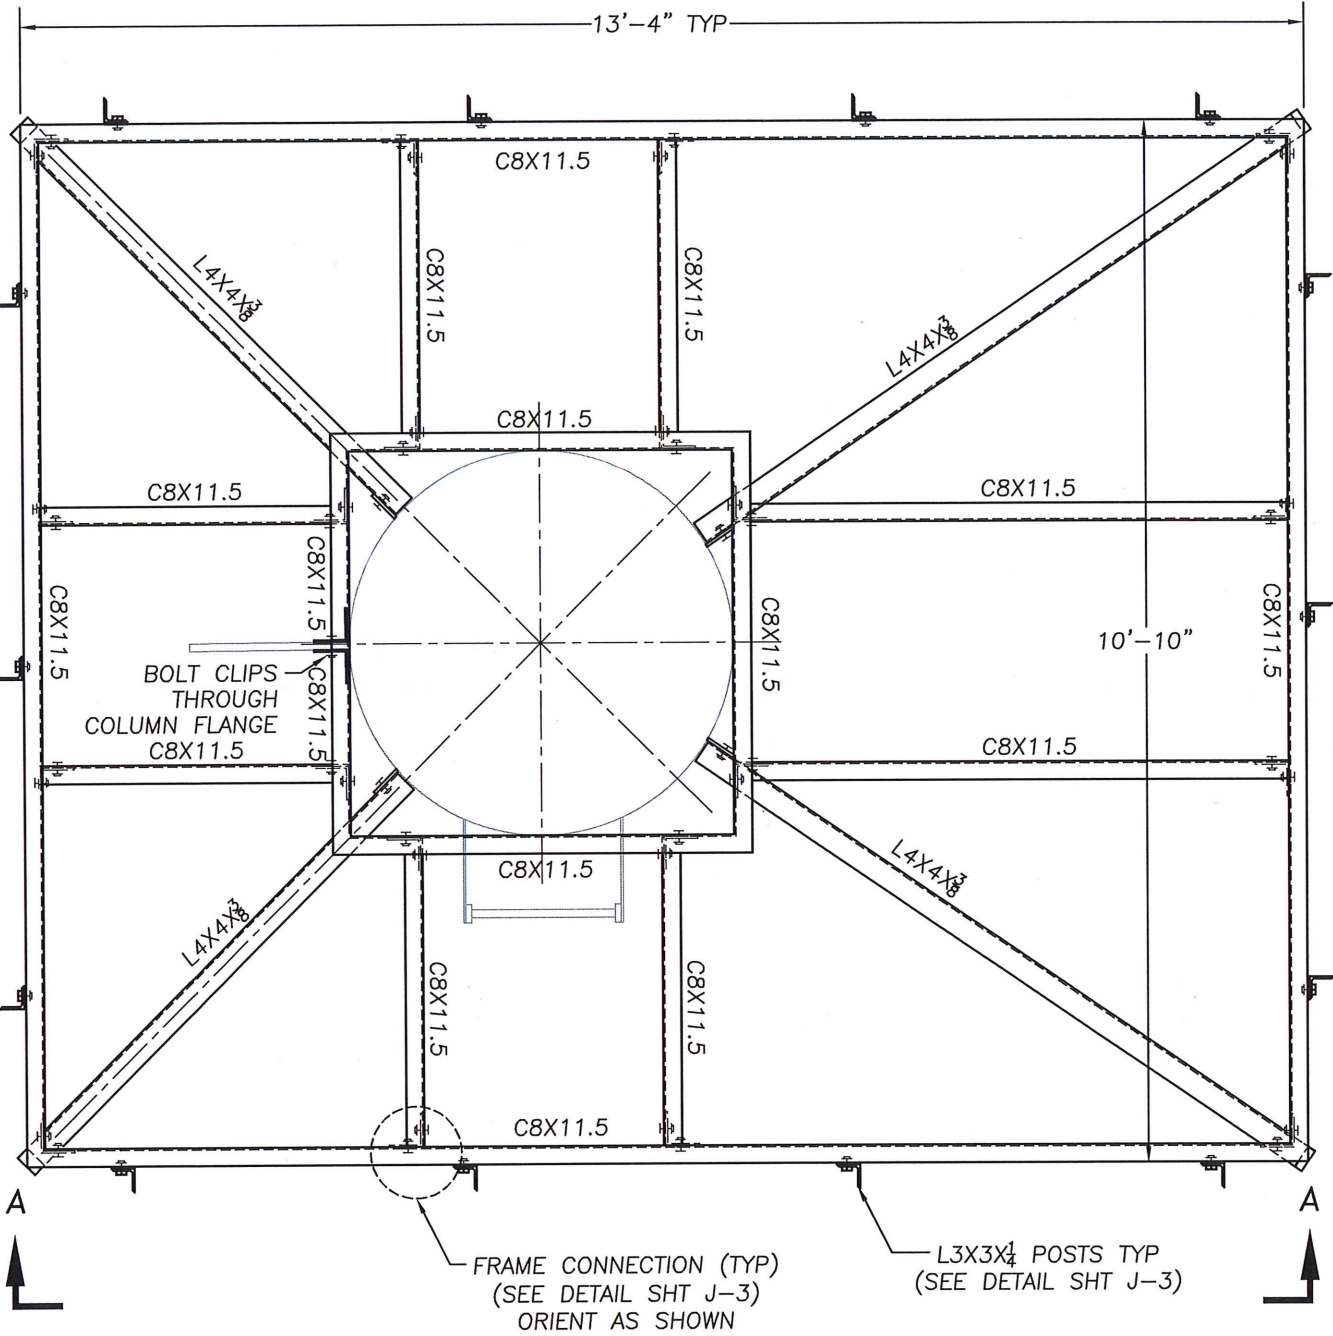 13'-4" TYP
C8X11.5
C8X11.5
C8X11.5
L4X4X3/8
L4X4X3/8
C8X11.5
C8X11.5
C8X11.5
C8X11.5
C8X11.5
C8X11.5
C8X11.5
10'-10"
BOLT CLIPS
THROUGH
COLUMN FLANGE
C8X11.5
C8X11.5
C8X11.5
C8X11.5
L4X4X3/8
L4X4X3/8
C8X11.5
C8X11.5
C8X11.5
A
A
FRAME CONNECTION (TYP)
(SEE DETAIL SHT J-3)
ORIENT AS SHOWN
L3X3X1/4 POSTS TYP
(SEE DETAIL SHT J-3)